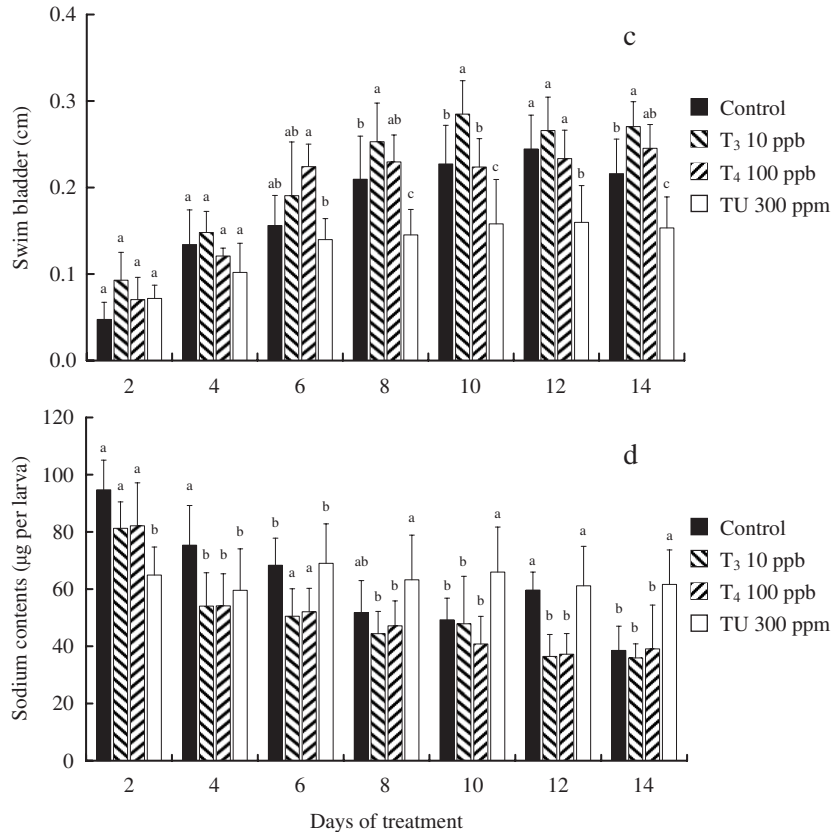 c
0.4
0.3
0.2
0.1
0.0
Swim bladder (cm)
a a a a
a a a a
ab ab a b
b a ab c
b a b c
a a a b
b a ab c
2 4 6 8 10 12 14
Control
T₃ 10 ppb
T₄ 100 ppb
TU 300 ppm
d
120
100
80
60
40
20
0
Sodium contents (μg per larva)
a a a b
a b b b
b a a b
ab b b a
b b b a
a b b a
b b b a
2 4 6 8 10 12 14
Days of treatment
Control
T₃ 10 ppb
T₄ 100 ppb
TU 300 ppm